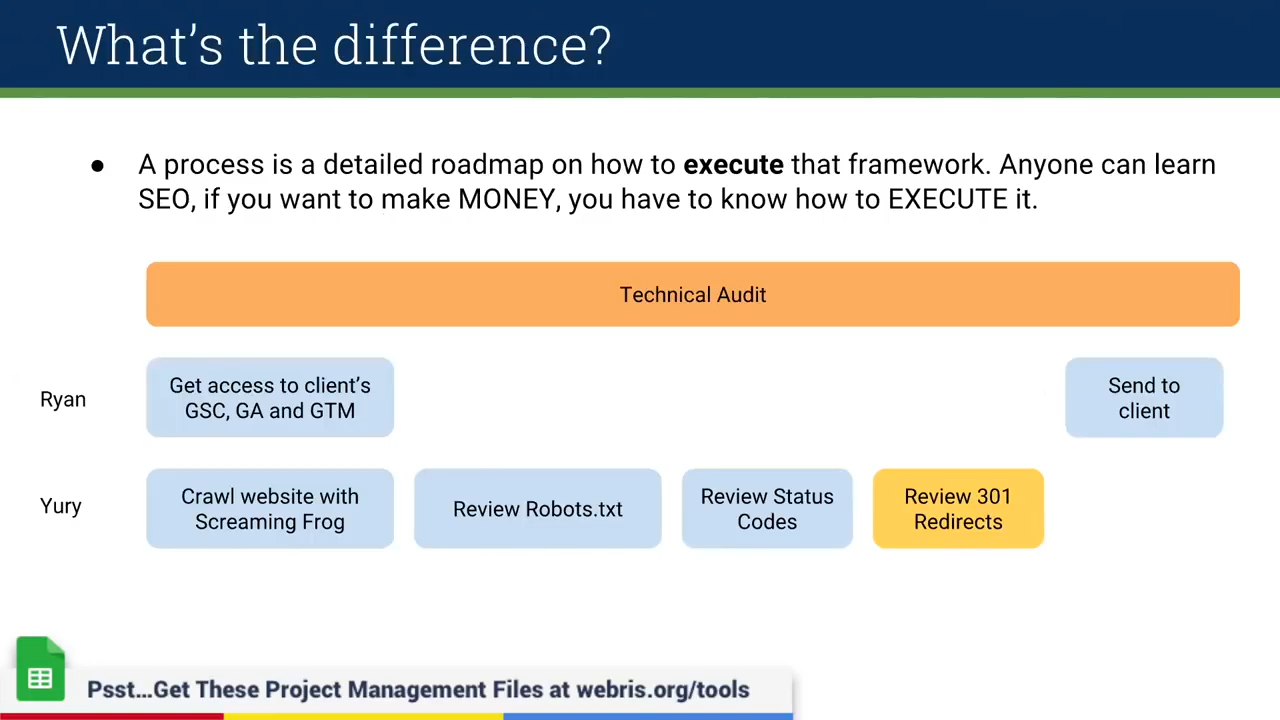 What's the difference?
● A process is a detailed roadmap on how to execute that framework. Anyone can learn
SEO, if you want to make MONEY, you have to know how to EXECUTE it.
Technical Audit
Ryan
Get access to client's
GSC, GA and GTM
Send to
client
Yury
Crawl website with
Screaming Frog
Review Robots.txt
Review Status
Codes
Review 301
Redirects
Psst...Get These Project Management Files at webris.org/tools